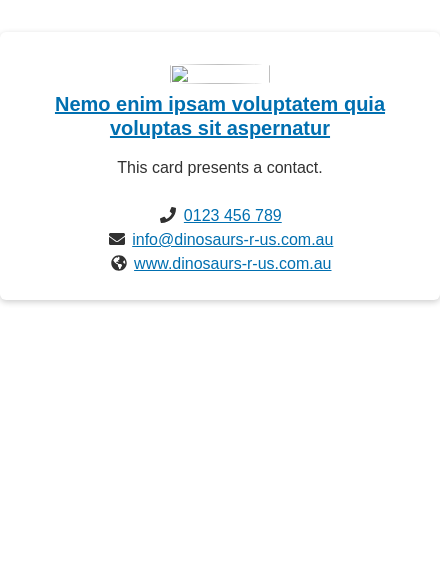 Nemo enim ipsam voluptatem quia
voluptas sit aspernatur
This card presents a contact.
0123 456 789
info@dinosaurs-r-us.com.au
www.dinosaurs-r-us.com.au